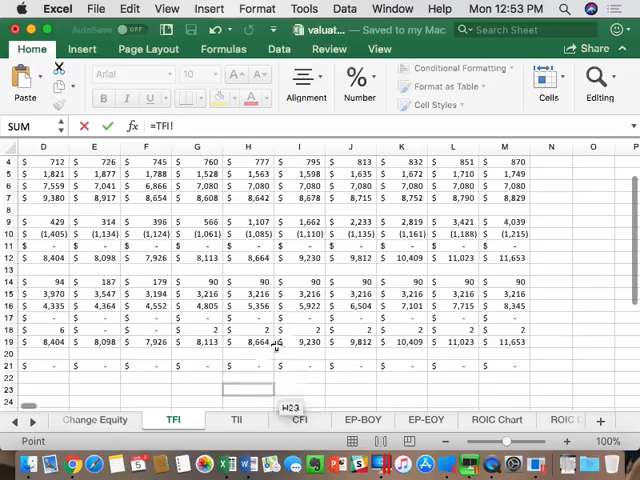 Excel File Edit View Insert Format Tools Data Window Help Mon 12:53 PM
AutoSave OFF valuat... — Saved to my Mac Search Sheet
Home Insert Page Layout Formulas Data Review View Share
Paste Arial 10 A A B I U A Alignment % Number Conditional Formatting Format as Table Cell Styles Cells Editing
SUM fx =TFI!
D E F G H I J K L M N O P
4 $ 712 $ 726 $ 745 $ 760 $ 777 $ 795 $ 813 $ 832 $ 851 $ 870
5 $ 1,821 $ 1,877 $ 1,788 $ 1,528 $ 1,563 $ 1,598 $ 1,635 $ 1,672 $ 1,710 $ 1,749
6 $ 7,559 $ 7,041 $ 6,866 $ 7,080 $ 7,080 $ 7,080 $ 7,080 $ 7,080 $ 7,080 $ 7,080
7 $ 9,380 $ 8,917 $ 8,654 $ 8,608 $ 8,642 $ 8,678 $ 8,715 $ 8,752 $ 8,790 $ 8,829
8
9 $ 429 $ 314 $ 396 $ 566 $ 1,107 $ 1,662 $ 2,233 $ 2,819 $ 3,421 $ 4,039
10 $ (1,405) $ (1,134) $ (1,124) $ (1,061) $ (1,085) $ (1,110) $ (1,135) $ (1,161) $ (1,188) $ (1,215)
11 $ - $ - $ - $ - $ - $ - $ - $ - $ - $ -
12 $ 8,404 $ 8,098 $ 7,926 $ 8,113 $ 8,664 $ 9,230 $ 9,812 $ 10,409 $ 11,023 $ 11,653
13
14 $ 94 $ 187 $ 179 $ 90 $ 90 $ 90 $ 90 $ 90 $ 90 $ 90
15 $ 3,970 $ 3,547 $ 3,194 $ 3,216 $ 3,216 $ 3,216 $ 3,216 $ 3,216 $ 3,216 $ 3,216
16 $ 4,335 $ 4,364 $ 4,552 $ 4,805 $ 5,356 $ 5,922 $ 6,504 $ 7,101 $ 7,715 $ 8,345
17 $ - $ - $ - $ - $ - $ - $ - $ - $ - $ -
18 $ 6 $ - $ - $ 2 $ 2 $ 2 $ 2 $ 2 $ 2 $ 2
19 $ 8,404 $ 8,098 $ 7,926 $ 8,113 $ 8,664 $ 9,230 $ 9,812 $ 10,409 $ 11,023 $ 11,653
20
21 $ - $ - $ - $ - $ - $ - $ - $ - $ - $ -
22
23
24
H23
Change Equity TFI TII CFI EP-BOY EP-EOY ROIC Chart ROIC
Point 100%